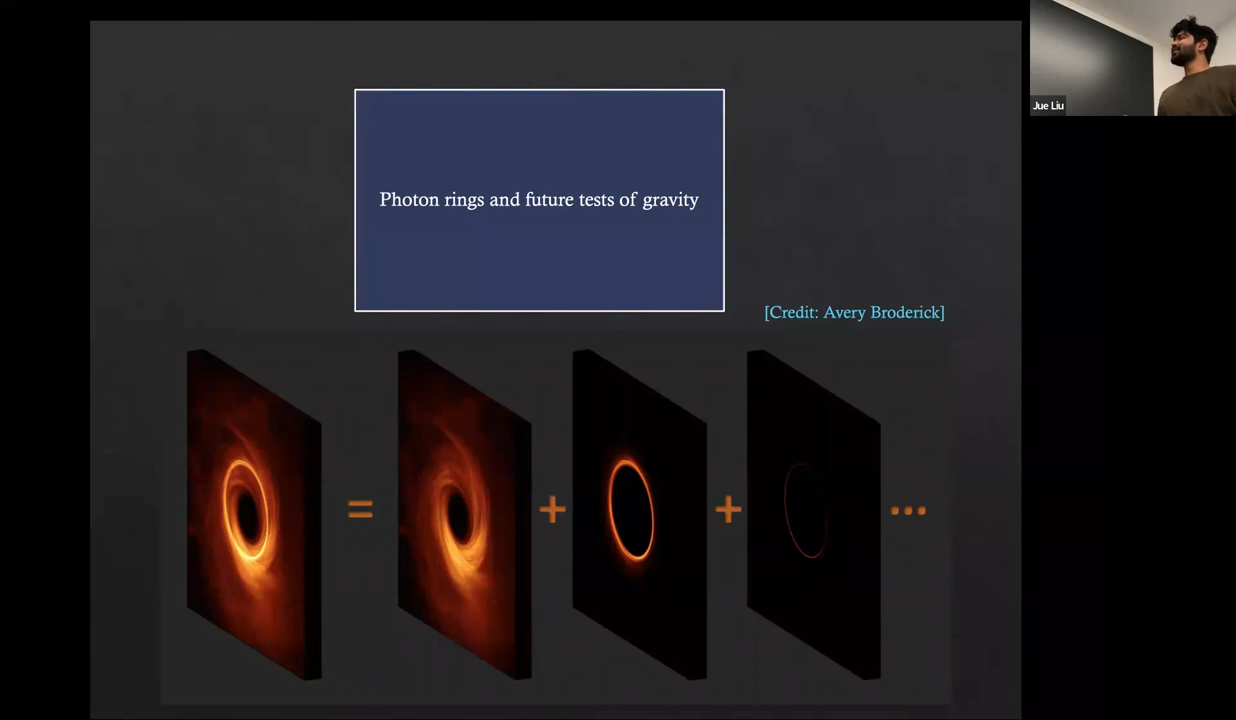 Photon rings and future tests of gravity
[Credit: Avery Broderick]
= + + ...
Jue Liu